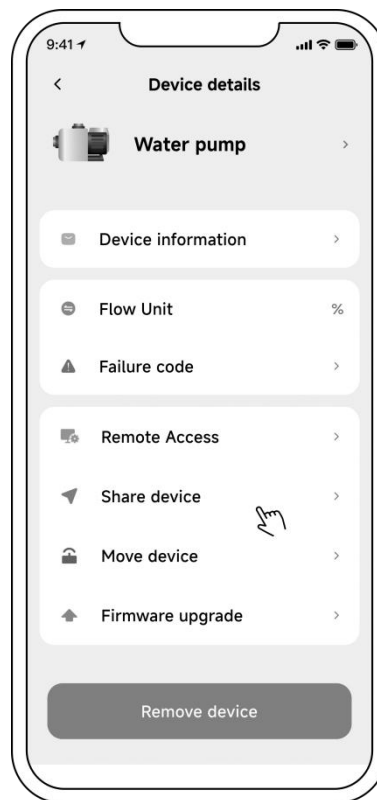 9:41
Device details
Water pump
Device information
Flow Unit %
Failure code
Remote Access
Share device
Move device
Firmware upgrade
Remove device